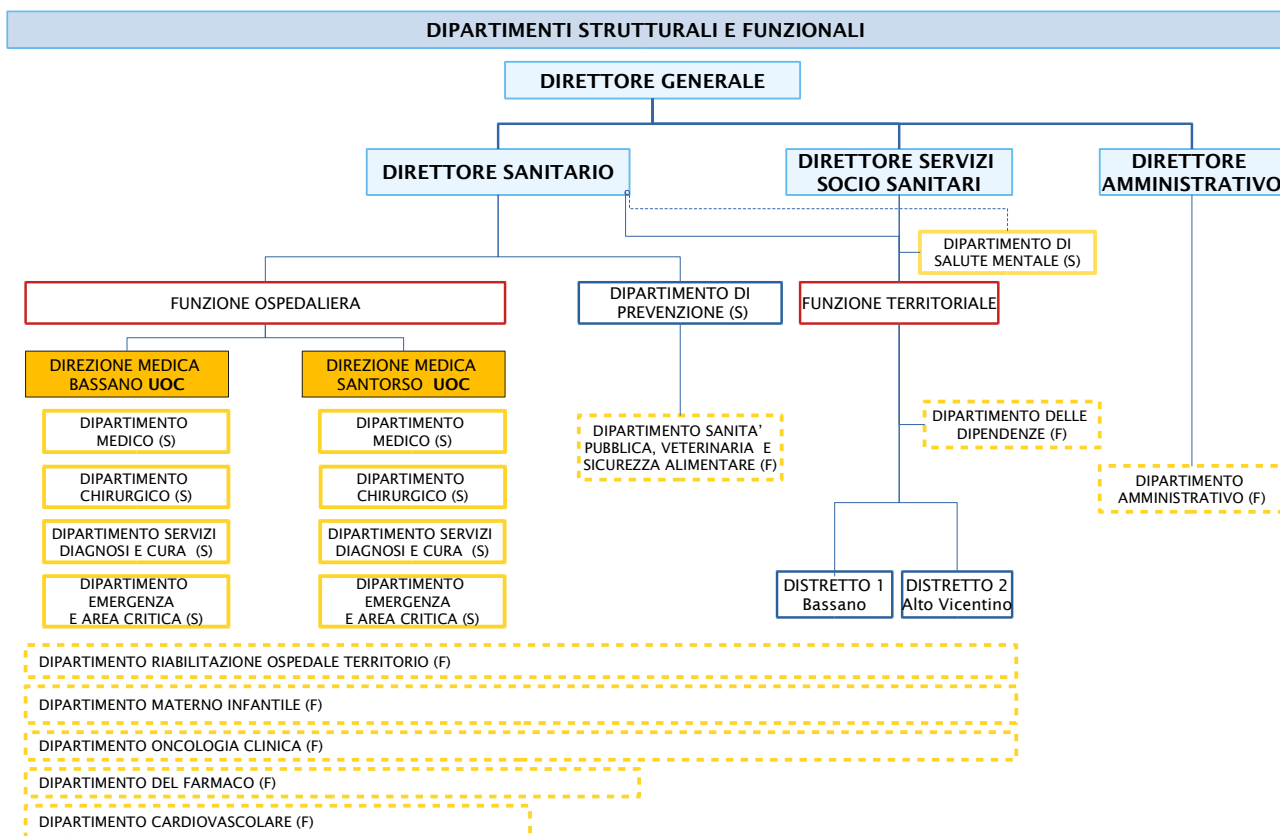 DIPARTIMENTI STRUTTURALI E FUNZIONALI
DIRETTORE GENERALE
DIRETTORE SANITARIO
DIRETTORE SERVIZI
SOCIO SANITARI
DIRETTORE
AMMINISTRATIVO
DIPARTIMENTO DI
SALUTE MENTALE (S)
FUNZIONE OSPEDALIERA
DIPARTIMENTO DI
PREVENZIONE (S)
FUNZIONE TERRITORIALE
DIREZIONE MEDICA
BASSANO UOC
DIREZIONE MEDICA
SANTORSO UOC
DIPARTIMENTO
MEDICO (S)
DIPARTIMENTO
MEDICO (S)
DIPARTIMENTO SANITA’
PUBBLICA, VETERINARIA E
SICUREZZA ALIMENTARE (F)
DIPARTIMENTO DELLE
DIPENDENZE (F)
DIPARTIMENTO
CHIRURGICO (S)
DIPARTIMENTO
CHIRURGICO (S)
DIPARTIMENTO
AMMINISTRATIVO (F)
DIPARTIMENTO SERVIZI
DIAGNOSI E CURA (S)
DIPARTIMENTO SERVIZI
DIAGNOSI E CURA (S)
DIPARTIMENTO
EMERGENZA
E AREA CRITICA (S)
DIPARTIMENTO
EMERGENZA
E AREA CRITICA (S)
DISTRETTO 1
Bassano
DISTRETTO 2
Alto Vicentino
DIPARTIMENTO RIABILITAZIONE OSPEDALE TERRITORIO (F)
DIPARTIMENTO MATERNO INFANTILE (F)
DIPARTIMENTO ONCOLOGIA CLINICA (F)
DIPARTIMENTO DEL FARMACO (F)
DIPARTIMENTO CARDIOVASCOLARE (F)